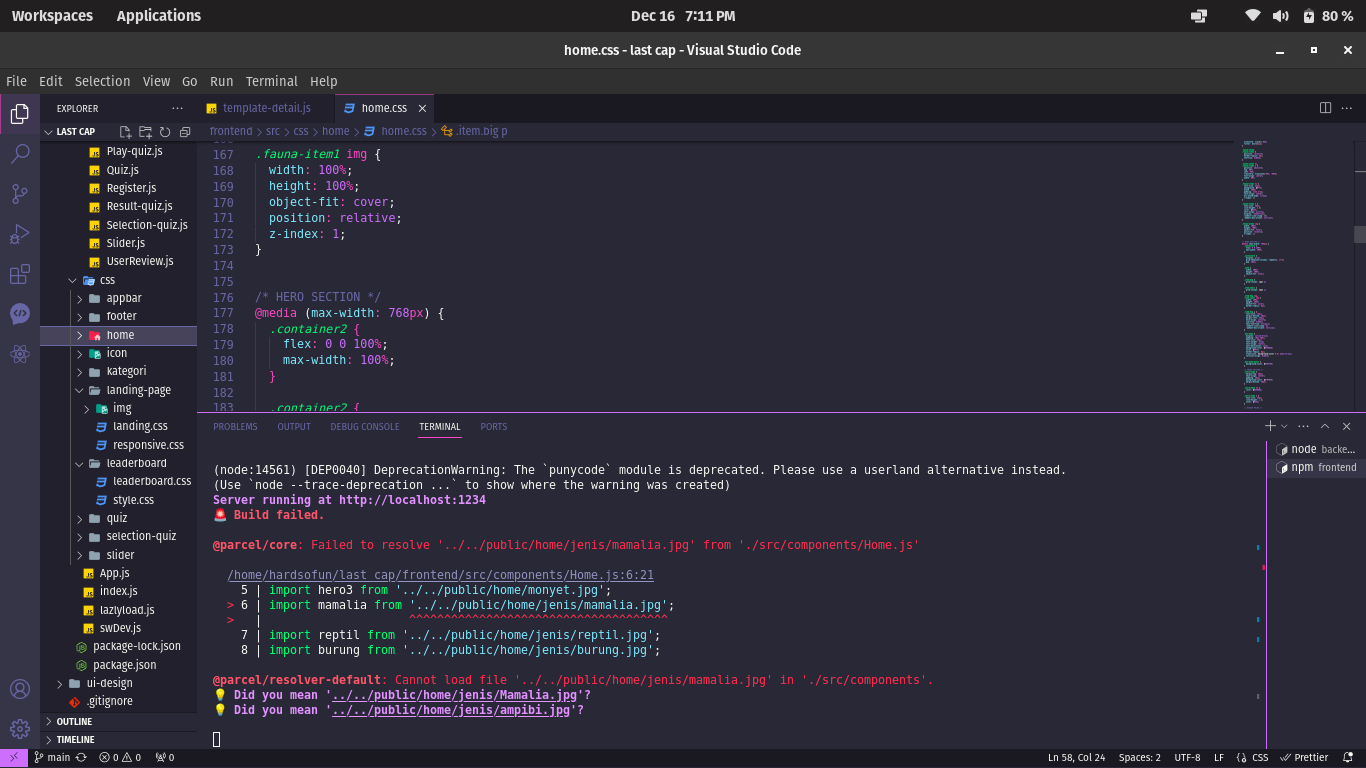 Workspaces Applications Dec 16 7:11 PM 80 %
home.css - last cap - Visual Studio Code
File Edit Selection View Go Run Terminal Help
EXPLORER
LAST CAP
Play-quiz.js
Quiz.js
Register.js
Result-quiz.js
Selection-quiz.js
Slider.js
UserReview.js
css
appbar
footer
home
icon
kategori
landing-page
img
landing.css
responsive.css
leaderboard
leaderboard.css
style.css
quiz
selection-quiz
slider
App.js
index.js
lazlyload.js
swDev.js
package-lock.json
package.json
ui-design
.gitignore
OUTLINE
TIMELINE
template-detail.js home.css
frontend > src > css > home > home.css > .item.big p
167 .fauna-item1 img {
168 width: 100%;
169 height: 100%;
170 object-fit: cover;
171 position: relative;
172 z-index: 1;
173 }
174
175
176 /* HERO SECTION */
177 @media (max-width: 768px) {
178 .container2 {
179 flex: 0 0 100%;
180 max-width: 100%;
181 }
182
183 .container2 {
PROBLEMS OUTPUT DEBUG CONSOLE TERMINAL PORTS
node backe...
npm frontend
(node:14561) [DEP0040] DeprecationWarning: The `punycode` module is deprecated. Please use a userland alternative instead.
(Use `node --trace-deprecation ...` to show where the warning was created)
Server running at http://localhost:1234
🚨 Build failed.
@parcel/core: Failed to resolve '../../public/home/jenis/mamalia.jpg' from './src/components/Home.js'
/home/hardsofun/last cap/frontend/src/components/Home.js:6:21
5 | import hero3 from '../../public/home/monyet.jpg';
> 6 | import mamalia from '../../public/home/jenis/mamalia.jpg';
> | ^^^^^^^^^^^^^^^^^^^^^^^^^^^^^^^^^^^^^
7 | import reptil from '../../public/home/jenis/reptil.jpg';
8 | import burung from '../../public/home/jenis/burung.jpg';
@parcel/resolver-default: Cannot load file '../../public/home/jenis/mamalia.jpg' in './src/components'.
💡 Did you mean '../../public/home/jenis/Mamalia.jpg'?
💡 Did you mean '../../public/home/jenis/ampibi.jpg'?
main 0 0 0 Ln 58, Col 24 Spaces: 2 UTF-8 LF CSS Prettier